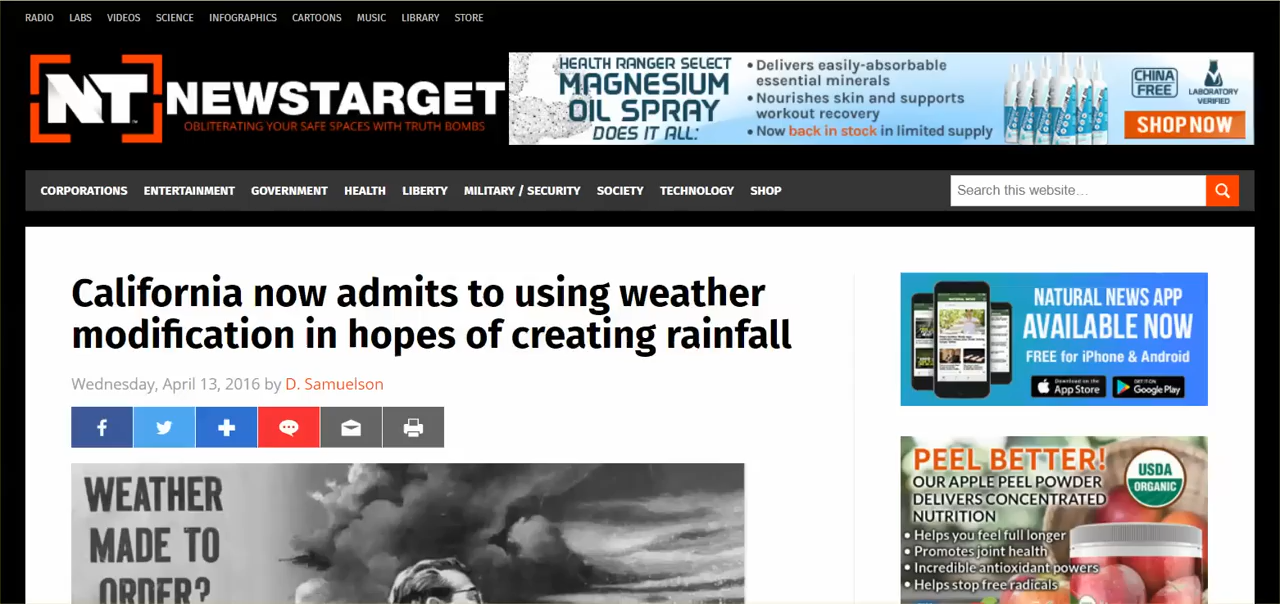 RADIO LABS VIDEOS SCIENCE INFOGRAPHICS CARTOONS MUSIC LIBRARY STORE
NT NEWSTARGET
OBLITERATING YOUR SAFE SPACES WITH TRUTH BOMBS
HEALTH RANGER SELECT
MAGNESIUM
OIL SPRAY
DOES IT ALL:
• Delivers easily-absorbable
essential minerals
• Nourishes skin and supports
workout recovery
• Now back in stock in limited supply
CHINA
FREE
LABORATORY
VERIFIED
SHOP NOW
CORPORATIONS ENTERTAINMENT GOVERNMENT HEALTH LIBERTY MILITARY / SECURITY SOCIETY TECHNOLOGY SHOP
Search this website…
California now admits to using weather
modification in hopes of creating rainfall
Wednesday, April 13, 2016 by D. Samuelson
WEATHER
MADE TO
ORDER?
NATURAL NEWS APP
AVAILABLE NOW
FREE for iPhone & Android
Download on the
App Store
GET IT ON
Google Play
PEEL BETTER!
OUR APPLE PEEL POWDER
DELIVERS CONCENTRATED
NUTRITION
• Helps you feel full longer
• Promotes joint health
• Incredible antioxidant powers
• Helps stop free radicals
USDA
ORGANIC